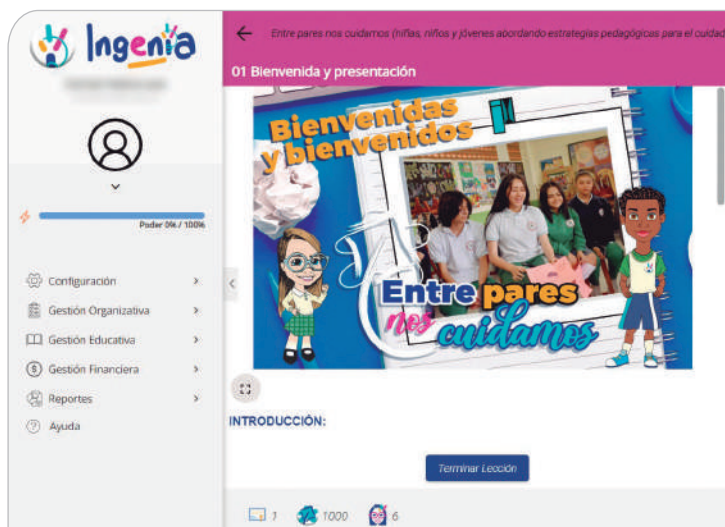 Ingenia
Poder 0% / 100%
Configuración
Gestión Organizativa
Gestión Educativa
Gestión Financiera
Reportes
Ayuda
Entre pares nos cuidamos (niñas, niños y jóvenes abordando estrategias pedagógicas para el cuidad
01 Bienvenida y presentación
Bienvenidas
y bienvenidos
Entre pares
nos cuidamos
INTRODUCCIÓN:
Terminar Lección
1 1000 6